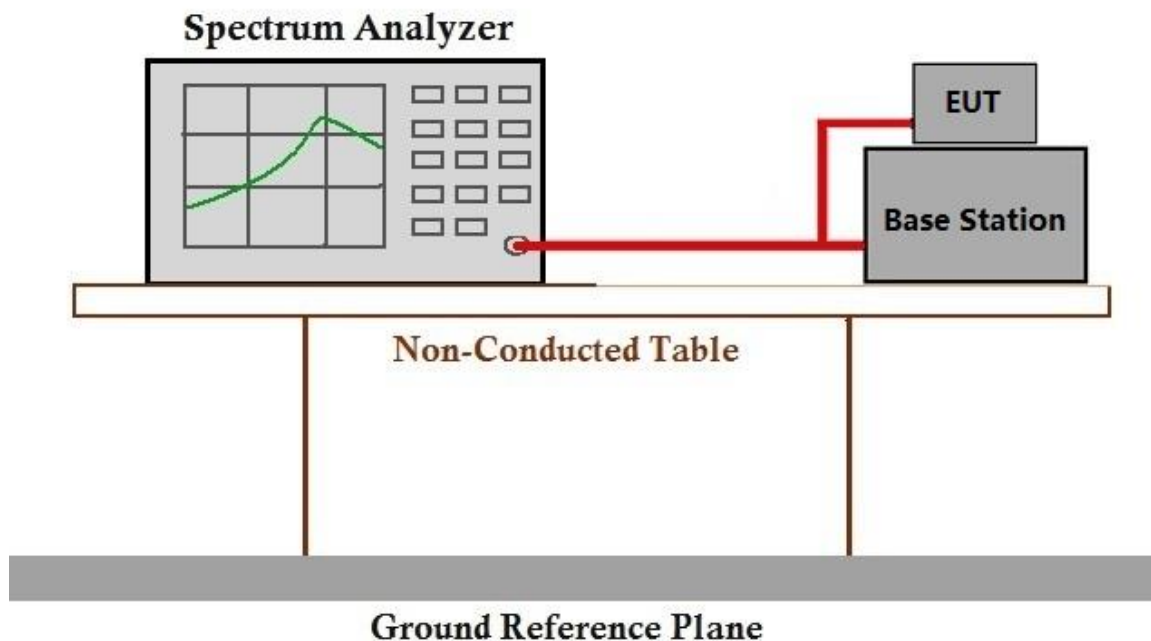 Spectrum Analyzer
EUT
Base Station
Non-Conducted Table
Ground Reference Plane